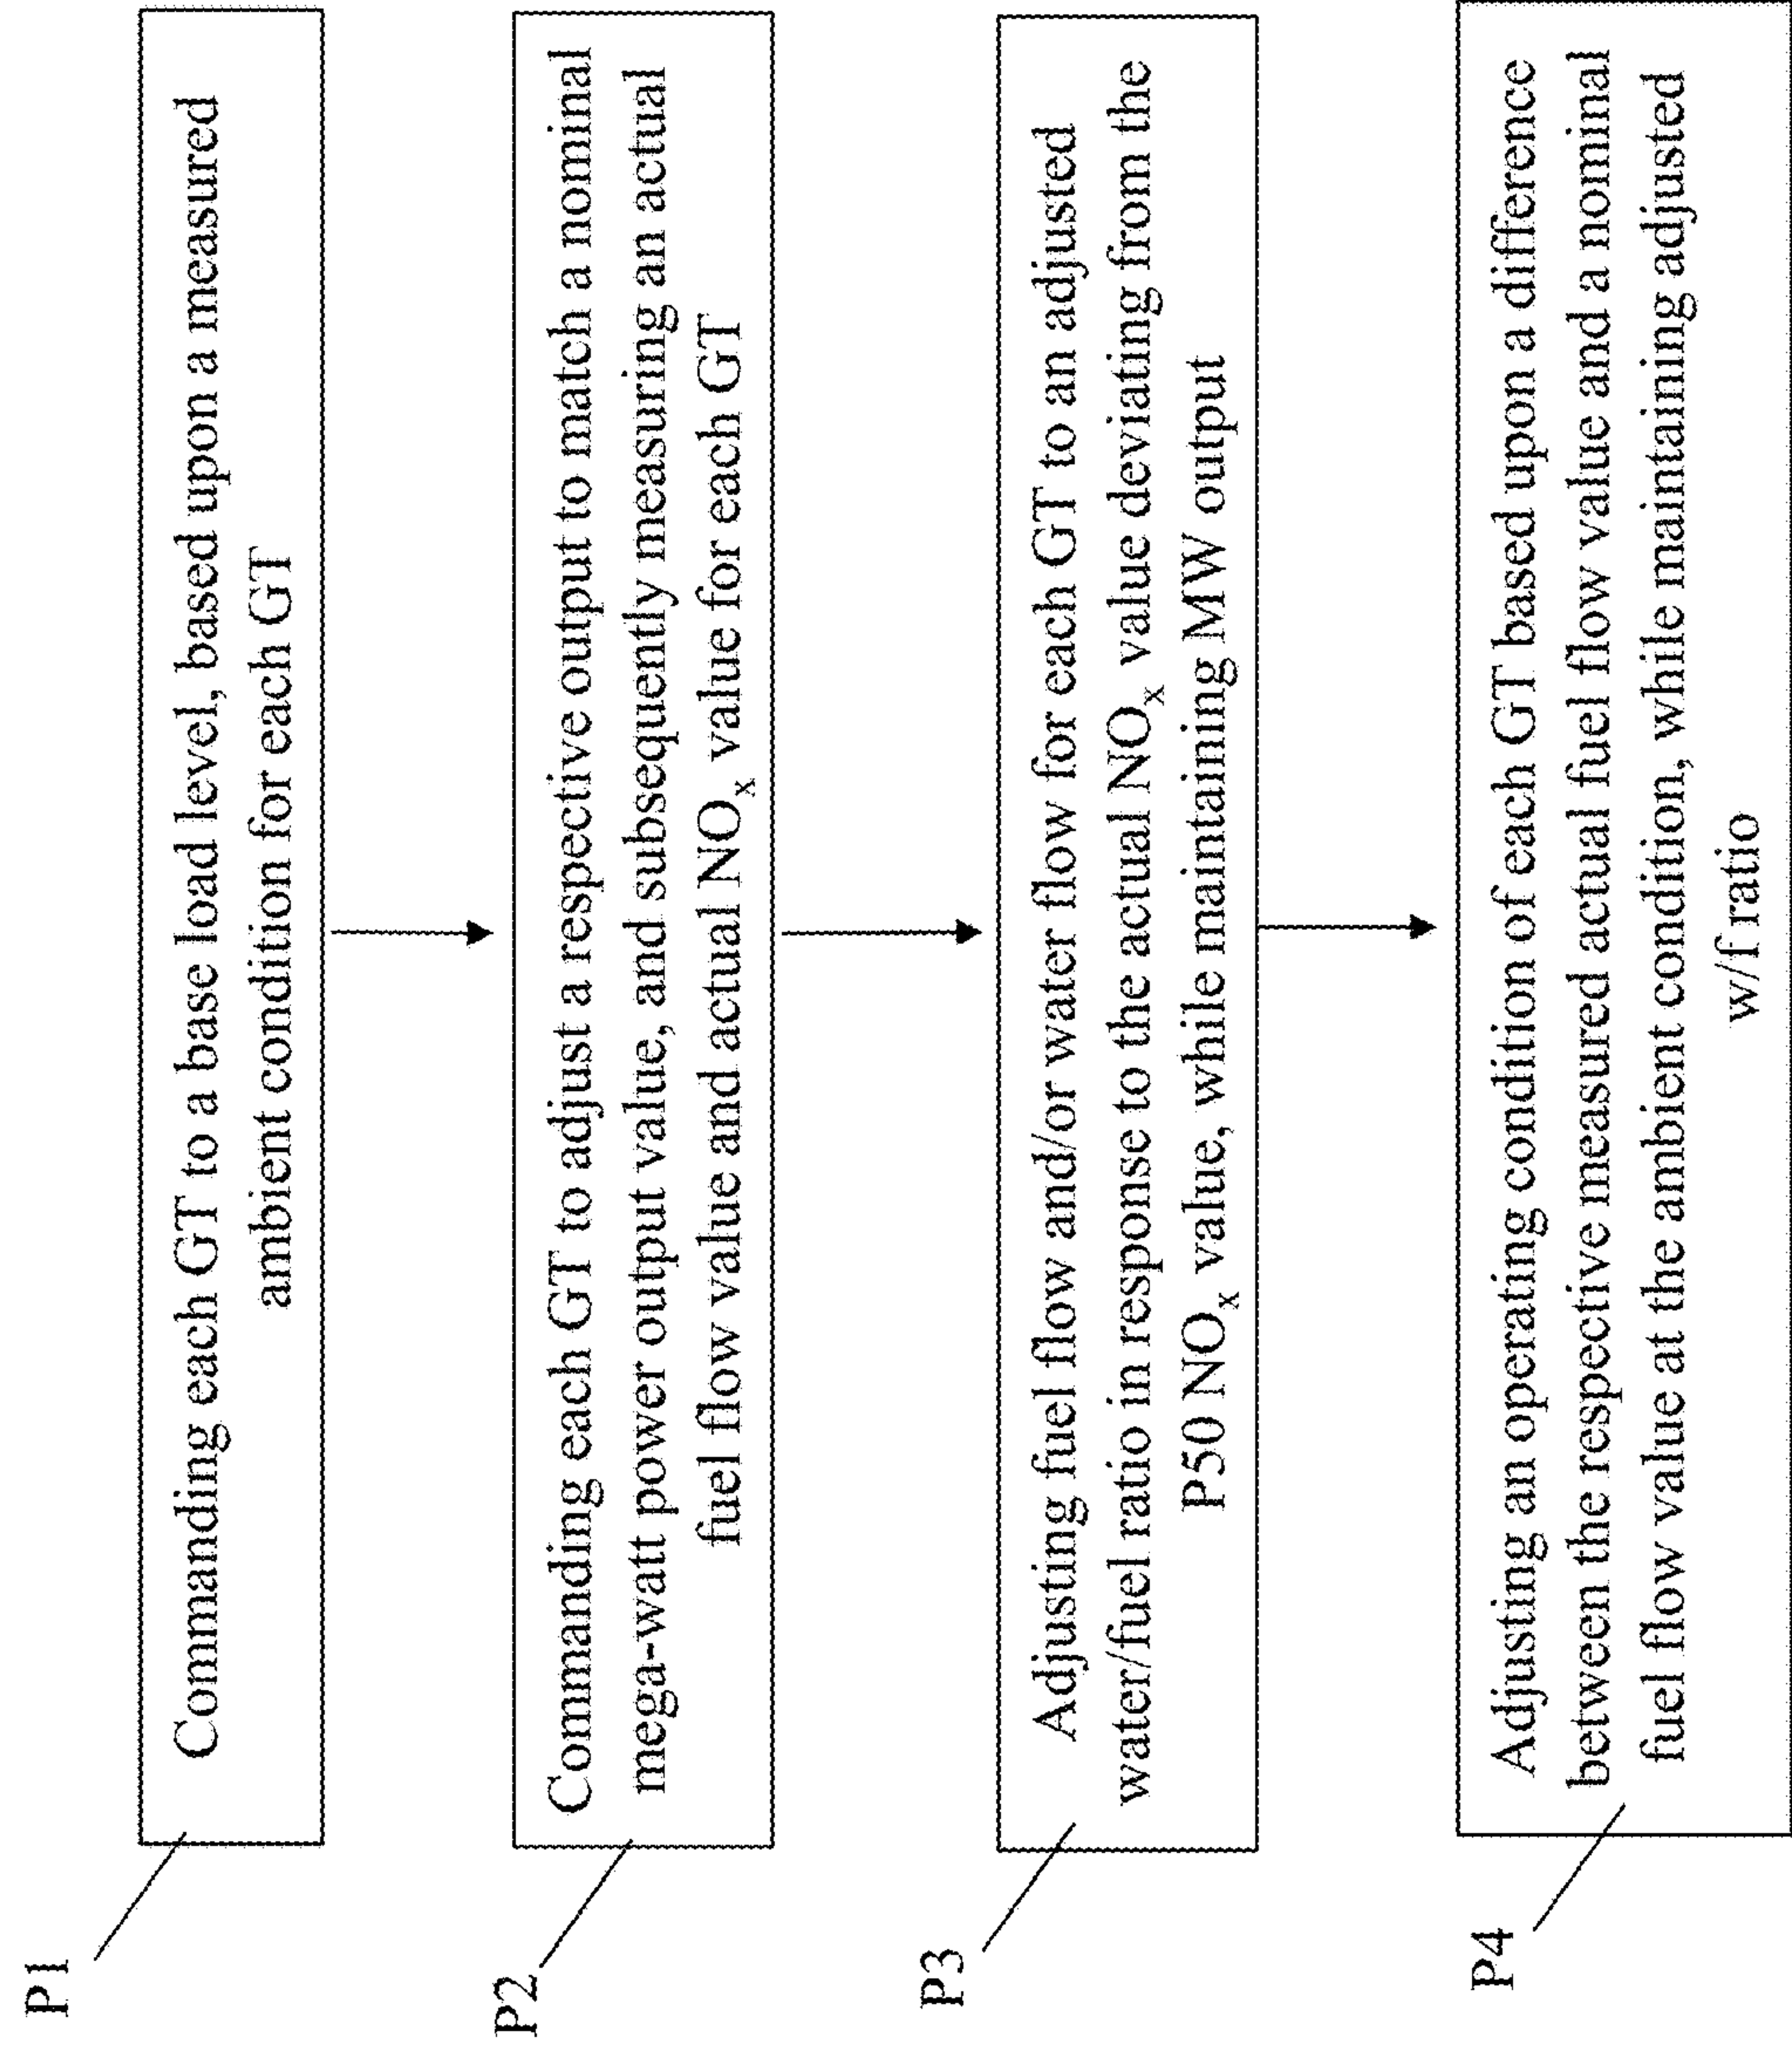 P1
Commanding each GT to a base load level, based upon a measured
ambient condition for each GT
P2
Commanding each GT to adjust a respective output to match a nominal
mega-watt power output value, and subsequently measuring an actual
fuel flow value and actual NOx value for each GT
P3
Adjusting fuel flow and/or water flow for each GT to an adjusted
water/fuel ratio in response to the actual NOx value deviating from the
P50 NOx value, while maintaining MW output
P4
Adjusting an operating condition of each GT based upon a difference
between the respective measured actual fuel flow value and a nominal
fuel flow value at the ambient condition, while maintaining adjusted
w/f ratio